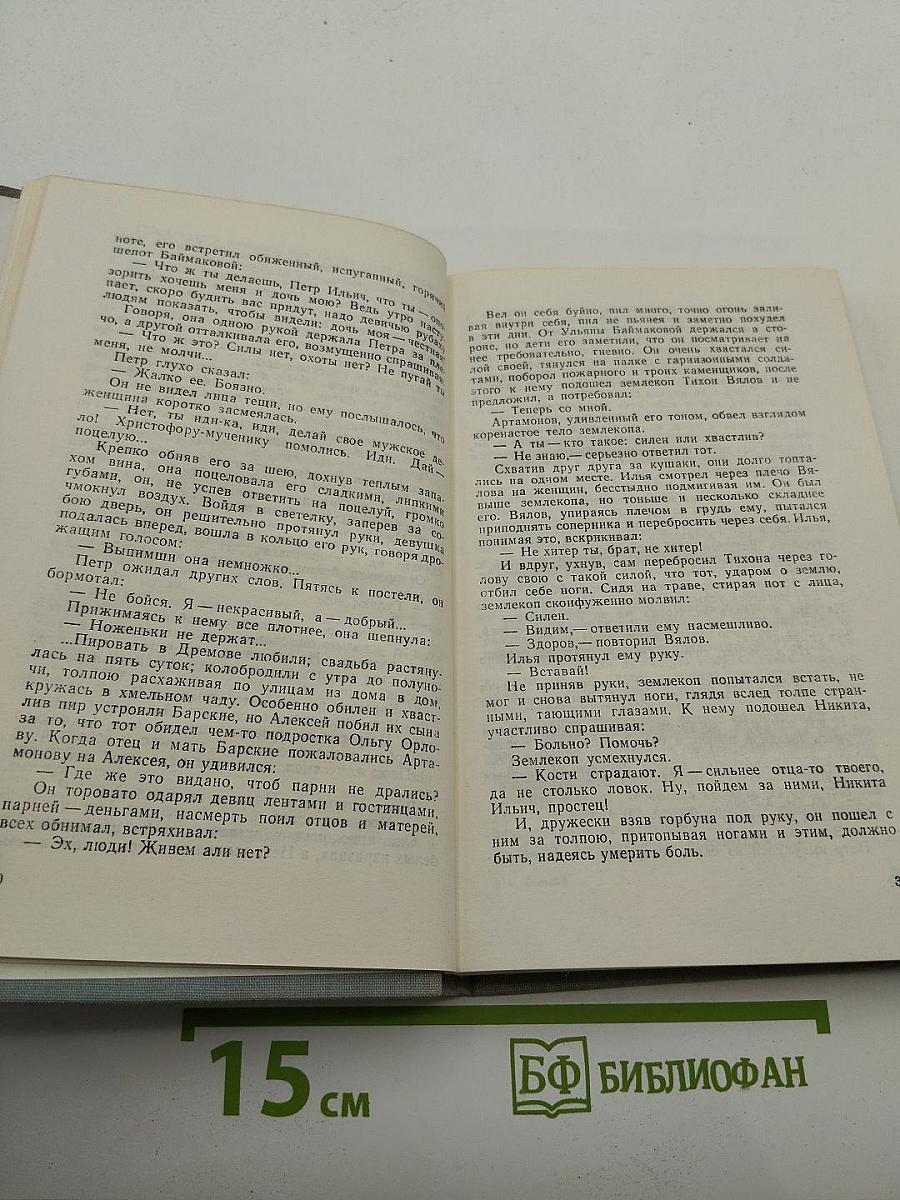 ноте, его встретил обиженный, испуганный, горячий
шепот Баймаковой:
— Что ж ты делаешь, Петр Ильич, что ты — опо-
зорить хочешь меня и дочь мою? Ведь утро насту-
пает, скоро будить вас придут, надо девичью рубаху
людям показать, чтобы видели: дочь моя — честная!
Говоря, она одною рукой держала Петра за пле-
чо, а другой отталкивала его, возмущенно спрашивая:
— Что ж это? Силы нет, охоты нет? Не пугай ты
меня, не молчи...
Петр глухо сказал:
— Жалко ее. Боязно.
Он не видел лица тещи, но ему послышалось, что
женщина коротко засмеялась.
— Нет, ты иди-ка, иди, делай свое мужское де-
ло! Христофору-мученику помолись. Иди. Дай —
поцелую...
Крепко обняв его за шею, дохнув теплым запа-
хом вина, она поцеловала его сладкими, липкими
губами, он, не успев ответить на поцелуй, громко
чмокнул воздух. Войдя в светелку, заперев за со-
бою дверь, он решительно протянул руки, девушка
подалась вперед, вошла в кольцо его рук, говоря дро-
жащим голосом:
— Выпимши она немножко...
Петр ожидал других слов. Пятясь к постели, он
бормотал:
— Не бойся. Я — некрасивый, а — добрый...
Прижимаясь к нему все плотнее, она шепнула:
— Ноженьки не держат...
...Пировать в Дремове любили; свадьба растяну-
лась на пять суток; колобродили с утра до полуно-
чи, толпою расхаживая по улицам из дома в дом,
кружась в хмельном чаду. Особенно обилен и хваст-
лив пир устроили Барские, но Алексей побил их сына
за то, что тот обидел чем-то подростка Ольгу Орло-
ву. Когда отец и мать Барские пожаловались Арта-
монову на Алексея, он удивился:
— Где же это видано, чтоб парни не дрались?
Он торовато одарял девиц лентами и гостинцами,
парней — деньгами, насмерть поил отцов и матерей,
всех обнимал, встряхивал:
— Эх, люди! Живем али нет?
Вел он себя буйно, пил много, точно огонь зали-
вая внутри себя, пил не пьянея и заметно похудел
в эти дни. От Ульяны Баймаковой держался в сто-
роне, но дети его заметили, что он посматривает на
нее требовательно, гневно. Он очень хвастался си-
лой своей, тянулся на палке с гарнизонными солда-
тами, поборол пожарного и троих каменщиков, после
этого к нему подошел землекоп Тихон Вялов и не
предложил, а потребовал:
— Теперь со мной.
Артамонов, удивленный его тоном, обвел взглядом
коренастое тело землекопа.
— А ты — кто такое: силен или хвастлив?
— Не знаю,— серьезно ответил тот.
Схватив друг друга за кушаки, они долго топта-
лись на одном месте. Илья смотрел через плечо Вя-
лова на женщин, бесстыдно подмигивая им. Он был
выше землекопа, но тоньше и несколько складнее
его. Вялов, упираясь плечом в грудь ему, пытался
приподнять соперника и перебросить через себя. Илья,
понимая это, вскрикивал:
— Не хитер ты, брат, не хитер!
И вдруг, ухнув, сам перебросил Тихона через го-
лову свою с такой силой, что тот, ударом о землю,
отбил себе ноги. Сидя на траве, стирая пот с лица,
землекоп сконфуженно молвил:
— Силен.
— Видим,— ответили ему насмешливо.
— Здоров,— повторил Вялов.
Илья протянул ему руку.
— Вставай!
Не приняв руки, землекоп попытался встать, не
мог и снова вытянул ноги, глядя вслед толпе стран-
ными, тающими глазами. К нему подошел Никита,
участливо спрашивая:
— Больно? Помочь?
Землекоп усмехнулся.
— Кости страдают. Я — сильнее отца-то твоего,
да не столько ловок. Ну, пойдем за ними, Никита
Ильич, простец!
И, дружески взяв горбуна под руку, он пошел с
ним за толпою, притопывая ногами и этим, должно
быть, надеясь умерить боль.
15 см
БФ БИБЛИОФАН